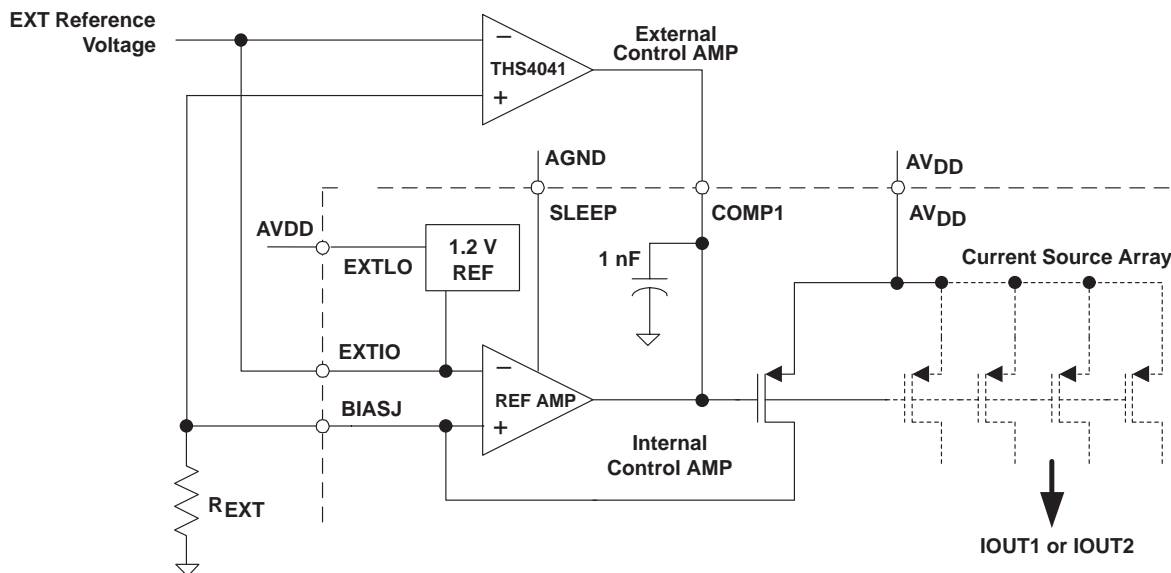 EXT Reference
Voltage
−
THS4041
+
External
Control AMP
AGND
AVDD
SLEEP
COMP1
AVDD
AVDD
EXTLO
1.2 V
REF
1 nF
Current Source Array
EXTIO
−
REF AMP
+
BIASJ
Internal
Control AMP
REXT
IOUT1 or IOUT2